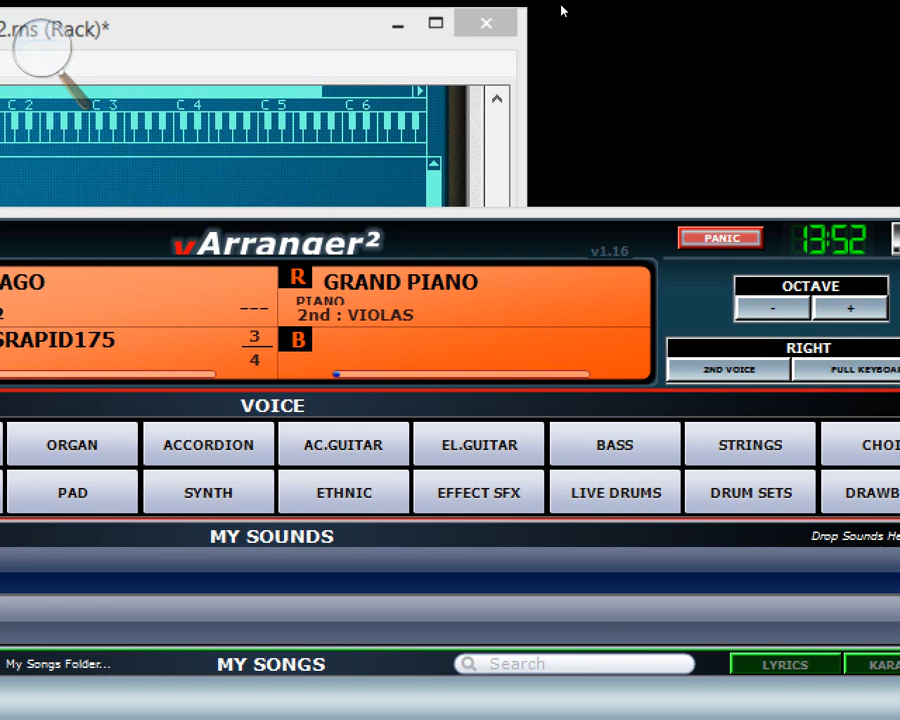 2.ms (Rack)*
C 2 C 3 C 4 C 5 C 6
vArranger²
v1.16
PANIC
13:52
AGO
R GRAND PIANO
PIANO
2 ---
2nd : VIOLAS
SRAPID175
3
4
B
OCTAVE
- +
RIGHT
2ND VOICE
FULL KEYBOAR
VOICE
ORGAN ACCORDION AC.GUITAR EL.GUITAR BASS STRINGS CHOI
PAD SYNTH ETHNIC EFFECT SFX LIVE DRUMS DRUM SETS DRAWB
MY SOUNDS
Drop Sounds He
My Songs Folder...
MY SONGS
Search
LYRICS
KARA